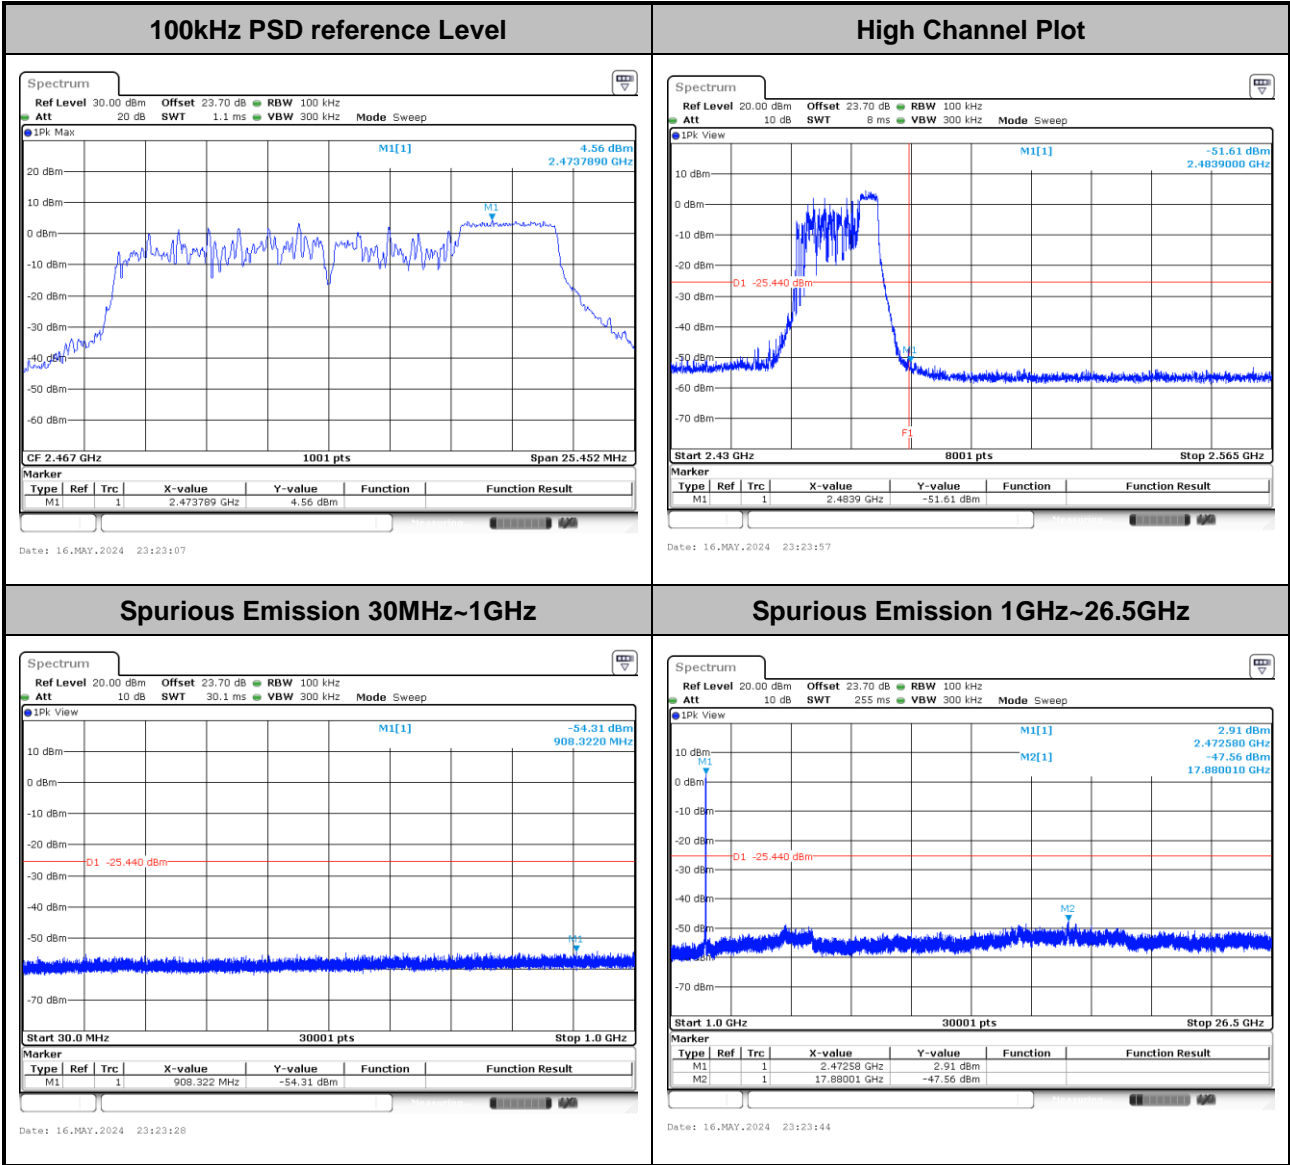 100kHz PSD reference Level
Spectrum
Ref Level 30.00 dBm Offset 23.70 dB RBW 100 kHz
Att 20 dB SWT 1.1 ms VBW 300 kHz Mode Sweep
1Pk Max
M1[1] 4.56 dBm
2.4737890 GHz
20 dBm
10 dBm
M1
0 dBm
-10 dBm
-20 dBm
-30 dBm
-40 dBm
-50 dBm
-60 dBm
CF 2.467 GHz 1001 pts Span 25.452 MHz
Marker
Type Ref Trc X-value Y-value Function Function Result
M1 1 2.473789 GHz 4.56 dBm
Date: 16.MAY.2024 23:23:07
High Channel Plot
Spectrum
Ref Level 20.00 dBm Offset 23.70 dB RBW 100 kHz
Att 10 dB SWT 8 ms VBW 300 kHz Mode Sweep
1Pk View
M1[1] -51.61 dBm
2.4839000 GHz
10 dBm
0 dBm
-10 dBm
-20 dBm
D1 -25.440 dBm
-30 dBm
-40 dBm
M1
-50 dBm
-60 dBm
-70 dBm
F1
Start 2.43 GHz 8001 pts Stop 2.565 GHz
Marker
Type Ref Trc X-value Y-value Function Function Result
M1 1 2.4839 GHz -51.61 dBm
Date: 16.MAY.2024 23:23:57
Spurious Emission 30MHz~1GHz
Spectrum
Ref Level 20.00 dBm Offset 23.70 dB RBW 100 kHz
Att 10 dB SWT 30.1 ms VBW 300 kHz Mode Sweep
1Pk View
M1[1] -54.31 dBm
908.3220 MHz
10 dBm
0 dBm
-10 dBm
-20 dBm
D1 -25.440 dBm
-30 dBm
-40 dBm
-50 dBm
M1
-70 dBm
Start 30.0 MHz 30001 pts Stop 1.0 GHz
Marker
Type Ref Trc X-value Y-value Function Function Result
M1 1 908.322 MHz -54.31 dBm
Date: 16.MAY.2024 23:23:28
Spurious Emission 1GHz~26.5GHz
Spectrum
Ref Level 20.00 dBm Offset 23.70 dB RBW 100 kHz
Att 10 dB SWT 255 ms VBW 300 kHz Mode Sweep
1Pk View
M1[1] 2.91 dBm
2.472580 GHz
M2[1] -47.56 dBm
17.880010 GHz
10 dBm
M1
0 dBm
-10 dBm
-20 dBm
D1 -25.440 dBm
-30 dBm
-40 dBm
M2
-50 dBm
-70 dBm
Start 1.0 GHz 30001 pts Stop 26.5 GHz
Marker
Type Ref Trc X-value Y-value Function Function Result
M1 1 2.47258 GHz 2.91 dBm
M2 1 17.88001 GHz -47.56 dBm
Date: 16.MAY.2024 23:23:44